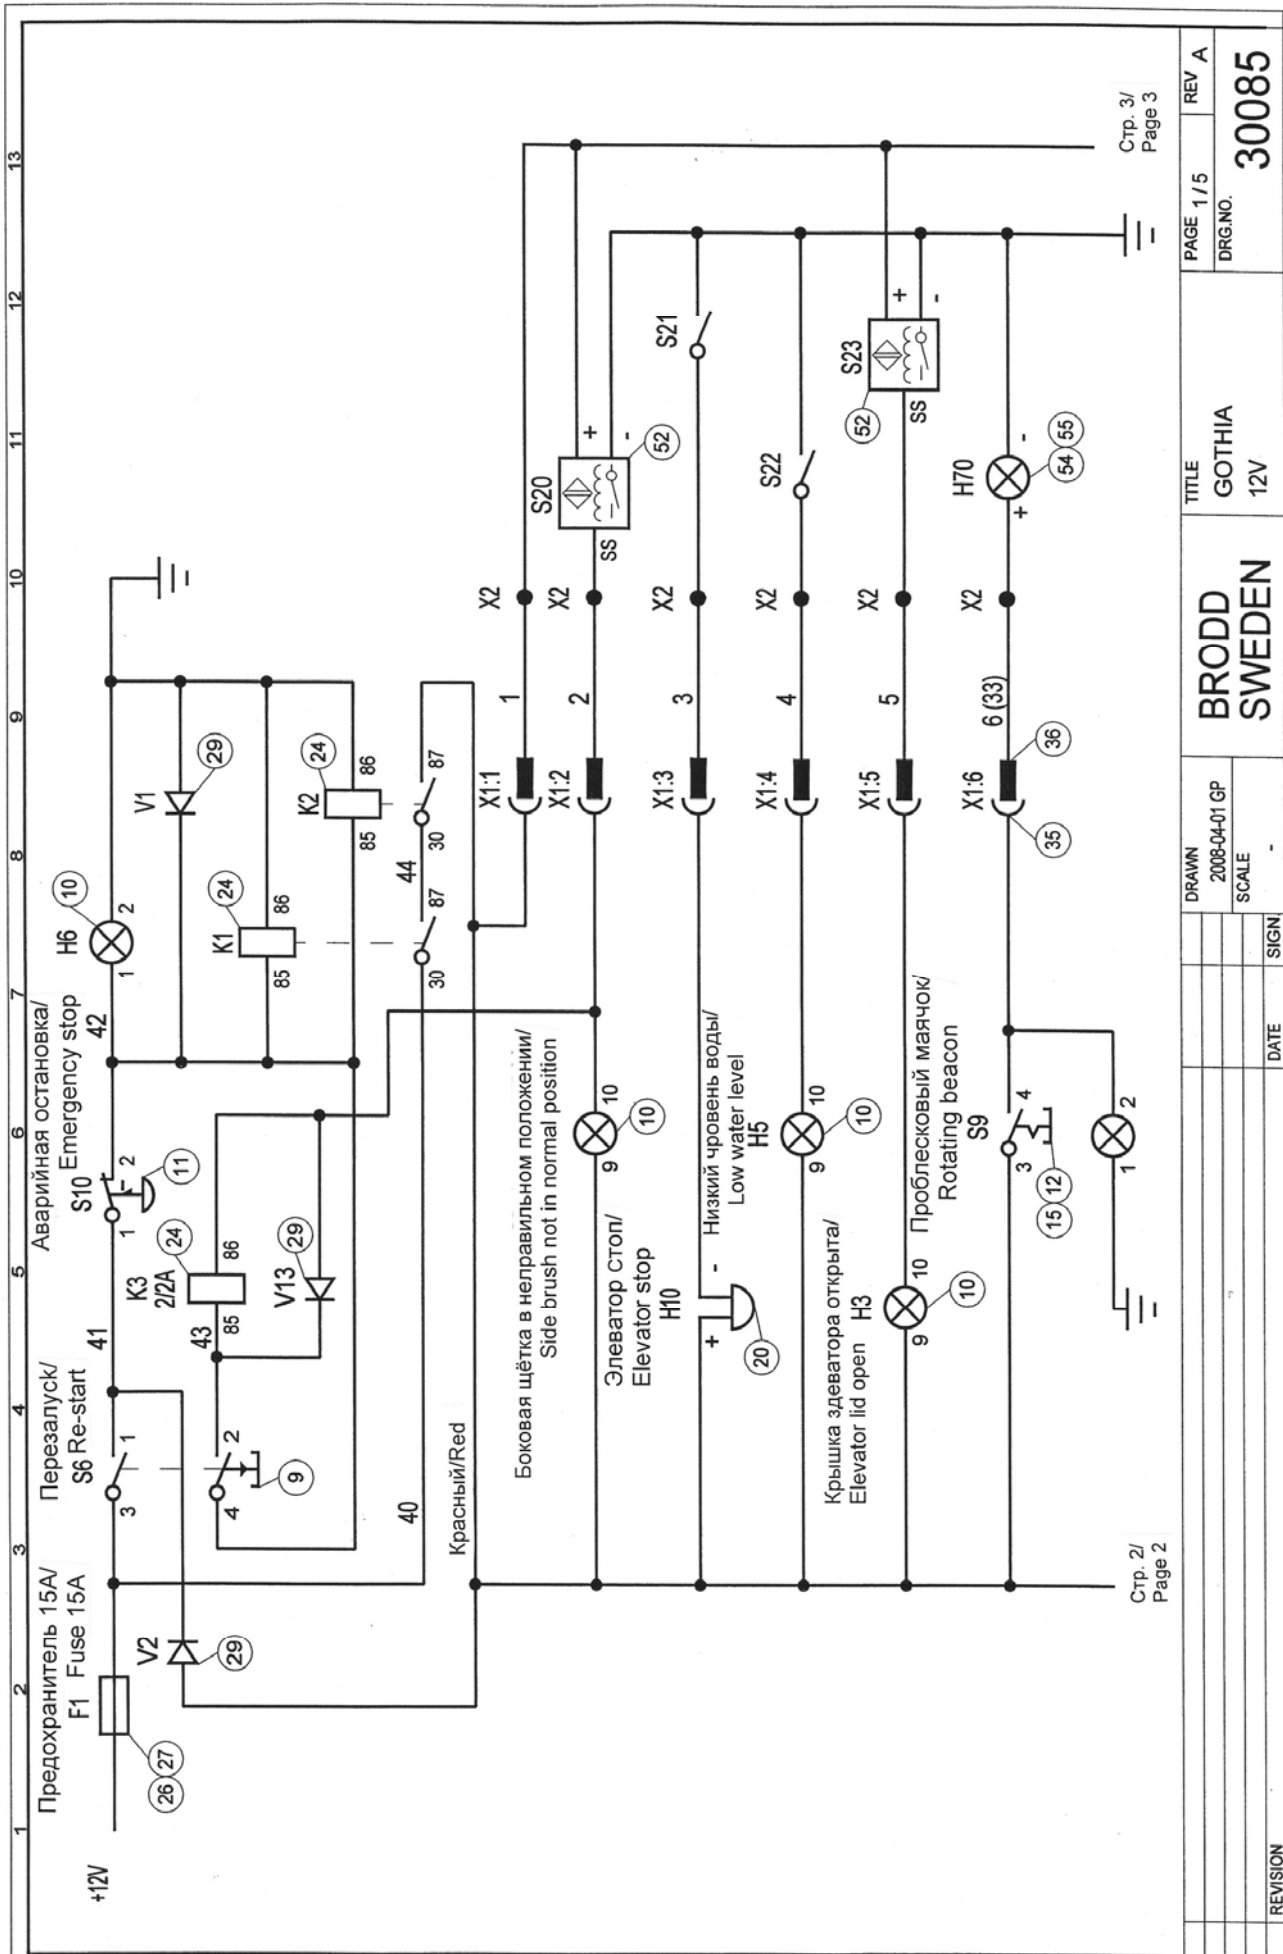 1 2 3 4 5 6 7 8 9 10 11 12 13
+12V
Предохранитель 15А/
F1 Fuse 15A
26 27
V2
29
Перезалуск/
S6 Re-start
3 1
4 2
9
41
43
40
Аварийная остановка/
S10 Emergency stop
1 2
11
42
K3
2/2A
24
85 86
V13
29
H6
10
1 2
V1
29
K1
24
85 86
K2
24
85 86
30 87
44
30 87
Красный/Red
X1:1 1 X2
X1:2 2 X2
S20
SS
+
-
52
Боковая щётка в неправильном положении/
Side brush not in normal position
9 10
10
Элеватор стоп/
Elevator stop
H10
+ -
20
X1:3 3 X2
S21
Низкий чровень воды/
Low water level
H5
9 10
10
X1:4 4 X2
S22
Крышка здеватора открыта/
Elevator lid open H3
9 10
10
X1:5 5 X2
S23
SS
+
-
52
Проблесковый маячок/
Rotating beacon
S9
3 4
15 12
1 2
X1:6 6 (33) X2
35 36
H70
+ -
54 55
Стр. 2/
Page 2
Стр. 3/
Page 3
REVISION
DATE
SIGN
DRAWN
2008-04-01 GP
SCALE
-
BRODD
SWEDEN
TITLE
GOTHIA
12V
PAGE 1/5
REV A
DRG.NO.
30085